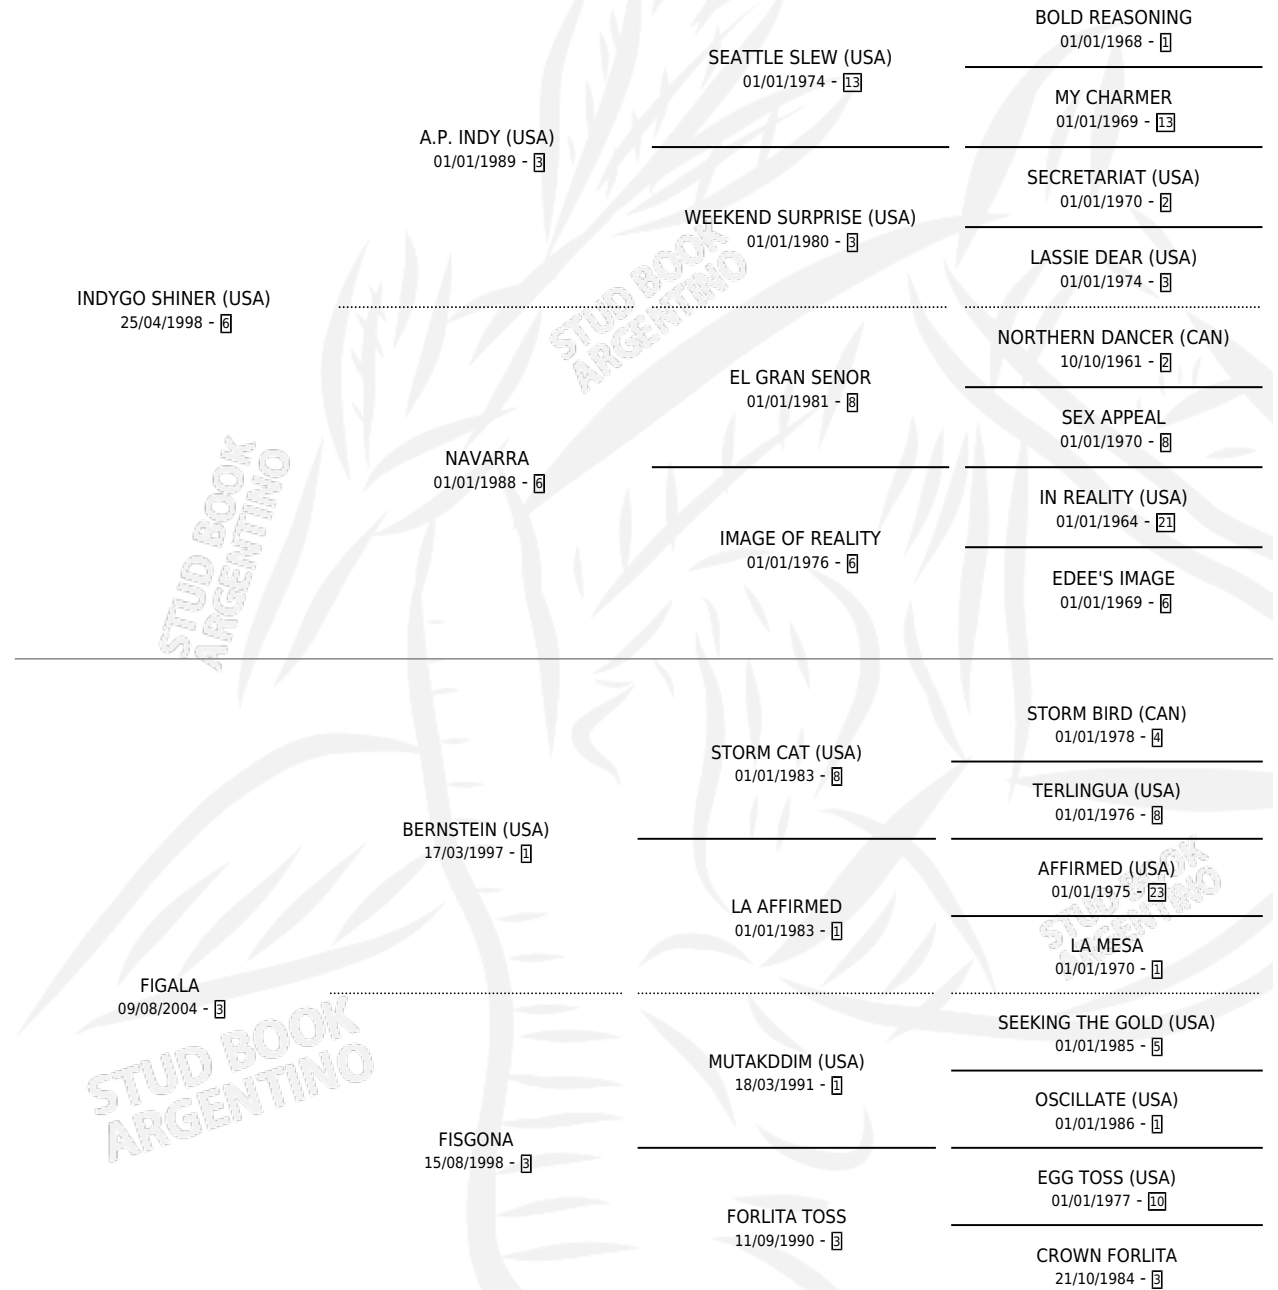 BOLD REASONING
01/01/1968 - 1
SEATTLE SLEW (USA)
01/01/1974 - 13
MY CHARMER
01/01/1969 - 13
A.P. INDY (USA)
01/01/1989 - 3
SECRETARIAT (USA)
01/01/1970 - 2
WEEKEND SURPRISE (USA)
01/01/1980 - 3
LASSIE DEAR (USA)
01/01/1974 - 3
INDYGO SHINER (USA)
25/04/1998 - 6
STUD BOOK
ARGENTINO
NORTHERN DANCER (CAN)
10/10/1961 - 2
EL GRAN SENOR
01/01/1981 - 8
SEX APPEAL
01/01/1970 - 8
NAVARRA
01/01/1988 - 6
IN REALITY (USA)
01/01/1964 - 21
IMAGE OF REALITY
01/01/1976 - 6
EDEE'S IMAGE
01/01/1969 - 6
STUD BOOK
ARGENTINO
STORM BIRD (CAN)
01/01/1978 - 4
STORM CAT (USA)
01/01/1983 - 8
TERLINGUA (USA)
01/01/1976 - 8
BERNSTEIN (USA)
17/03/1997 - 1
AFFIRMED (USA)
01/01/1975 - 23
LA AFFIRMED
01/01/1983 - 1
STUD BOOK
ARGENTINO
LA MESA
01/01/1970 - 1
FIGALA
09/08/2004 - 3
SEEKING THE GOLD (USA)
01/01/1985 - 5
MUTAKDDIM (USA)
18/03/1991 - 1
STUD BOOK
ARGENTINO
OSCILLATE (USA)
01/01/1986 - 1
FISGONA
15/08/1998 - 3
EGG TOSS (USA)
01/01/1977 - 10
FORLITA TOSS
11/09/1990 - 3
CROWN FORLITA
21/10/1984 - 3